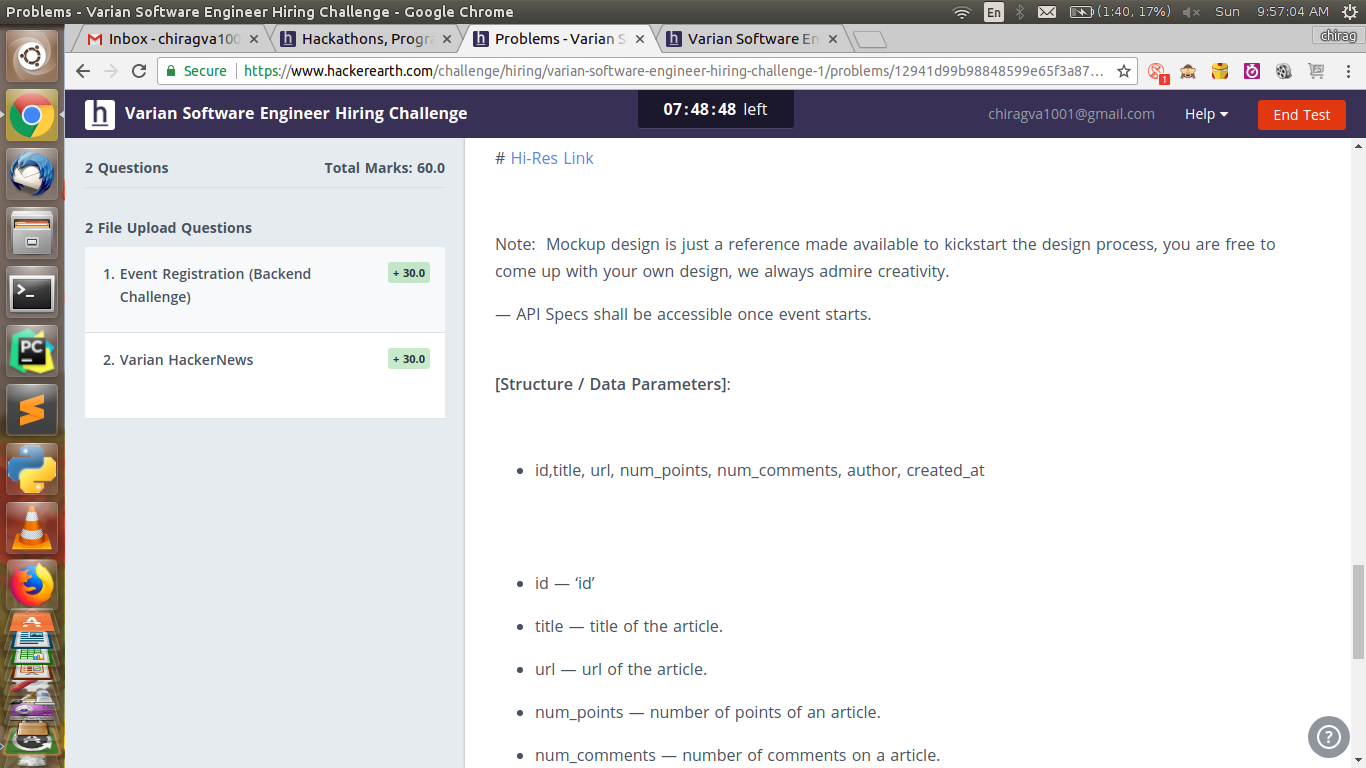 Problems - Varian Software Engineer Hiring Challenge - Google Chrome
En
(1:40, 17%)
Sun
9:57:04 AM
chirag
Inbox - chiragva100
Hackathons, Progra
Problems - Varian S
Varian Software En
Secure
https://www.hackerearth.com/challenge/hiring/varian-software-engineer-hiring-challenge-1/problems/12941d99b98848599e65f3a87...
1
h
Varian Software Engineer Hiring Challenge
07:48:48 left
chiragva1001@gmail.com
Help
End Test
2 Questions
Total Marks: 60.0
2 File Upload Questions
1. Event Registration (Backend
Challenge)
+ 30.0
2. Varian HackerNews
+ 30.0
# Hi-Res Link
Note: Mockup design is just a reference made available to kickstart the design process, you are free to
come up with your own design, we always admire creativity.
— API Specs shall be accessible once event starts.
[Structure / Data Parameters]:
• id,title, url, num_points, num_comments, author, created_at
• id — ‘id’
• title — title of the article.
• url — url of the article.
• num_points — number of points of an article.
• num_comments — number of comments on a article.
PC
>_
?